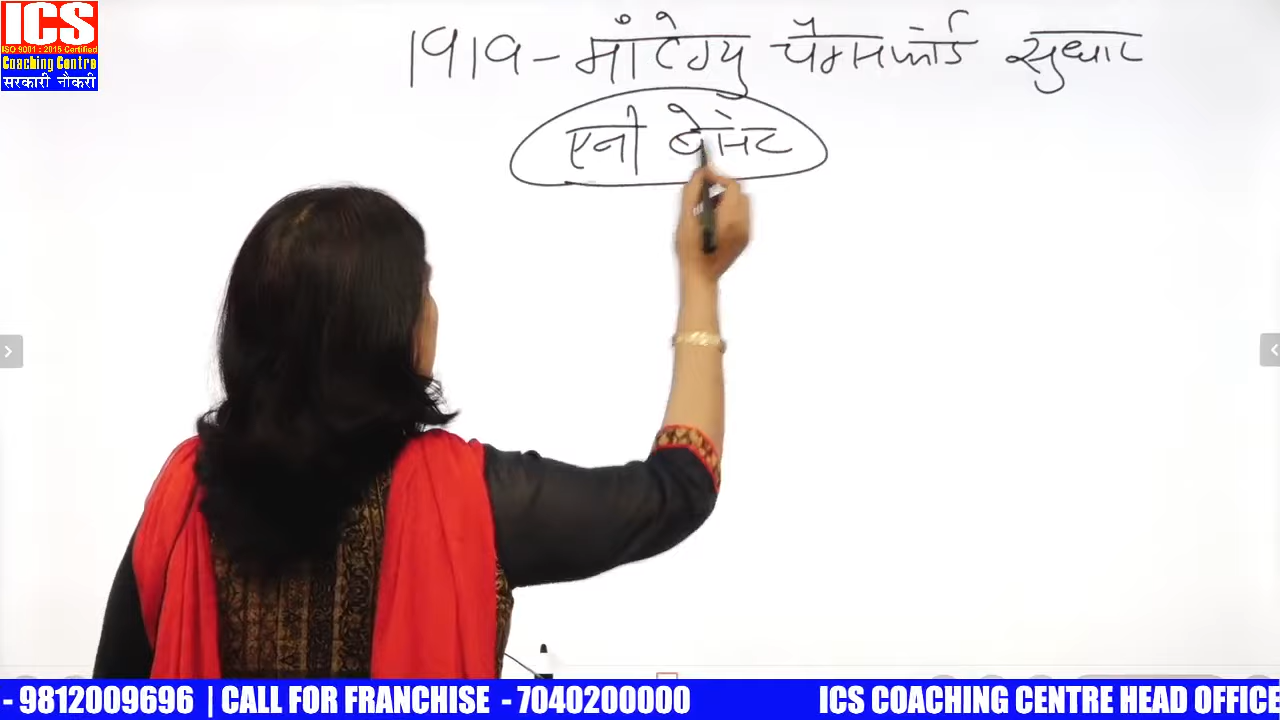 ICS
ISO 9001 : 2015 Certified
Coaching Centre
सरकारी नौकरी
1919 - मांटेग्यु चैम्सफोर्ड सुधार
एनी बेसेंट
- 9812009696 | CALL FOR FRANCHISE - 7040200000 ICS COACHING CENTRE HEAD OFFICE